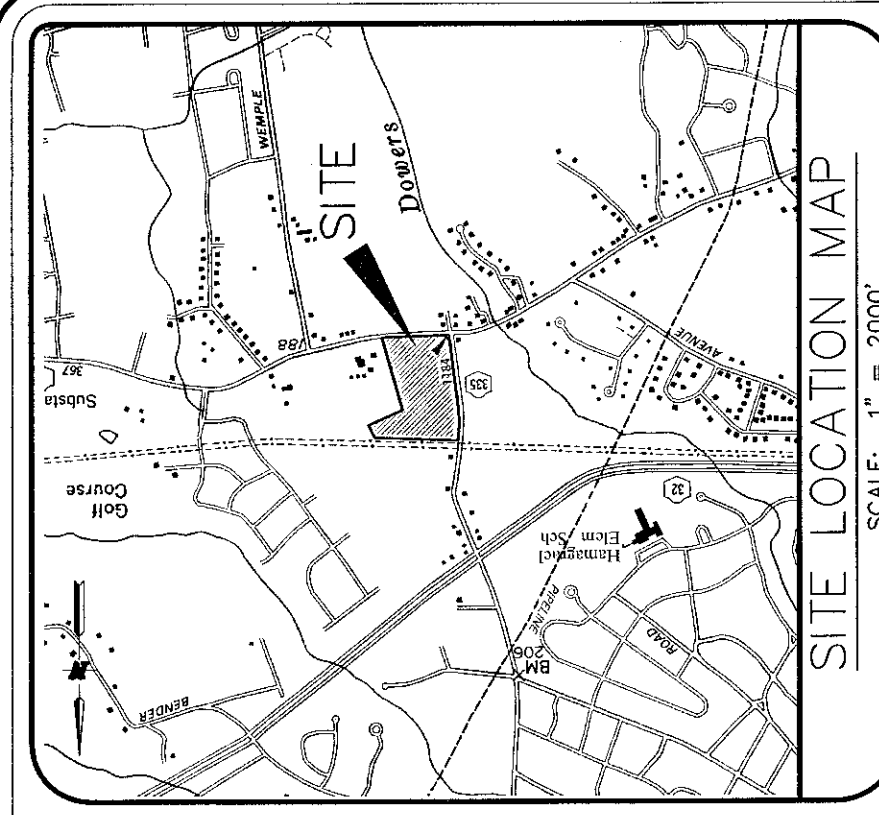 WEMPLE
SITE
Dowers
188
367
Substa
1184
335
Golf
Course
AVENUE
32
Hamagrael
Elem Sch
PIPELINE
ROAD
BM
206
BENDER
SITE LOCATION MAP
SCALE: 1" = 2000'